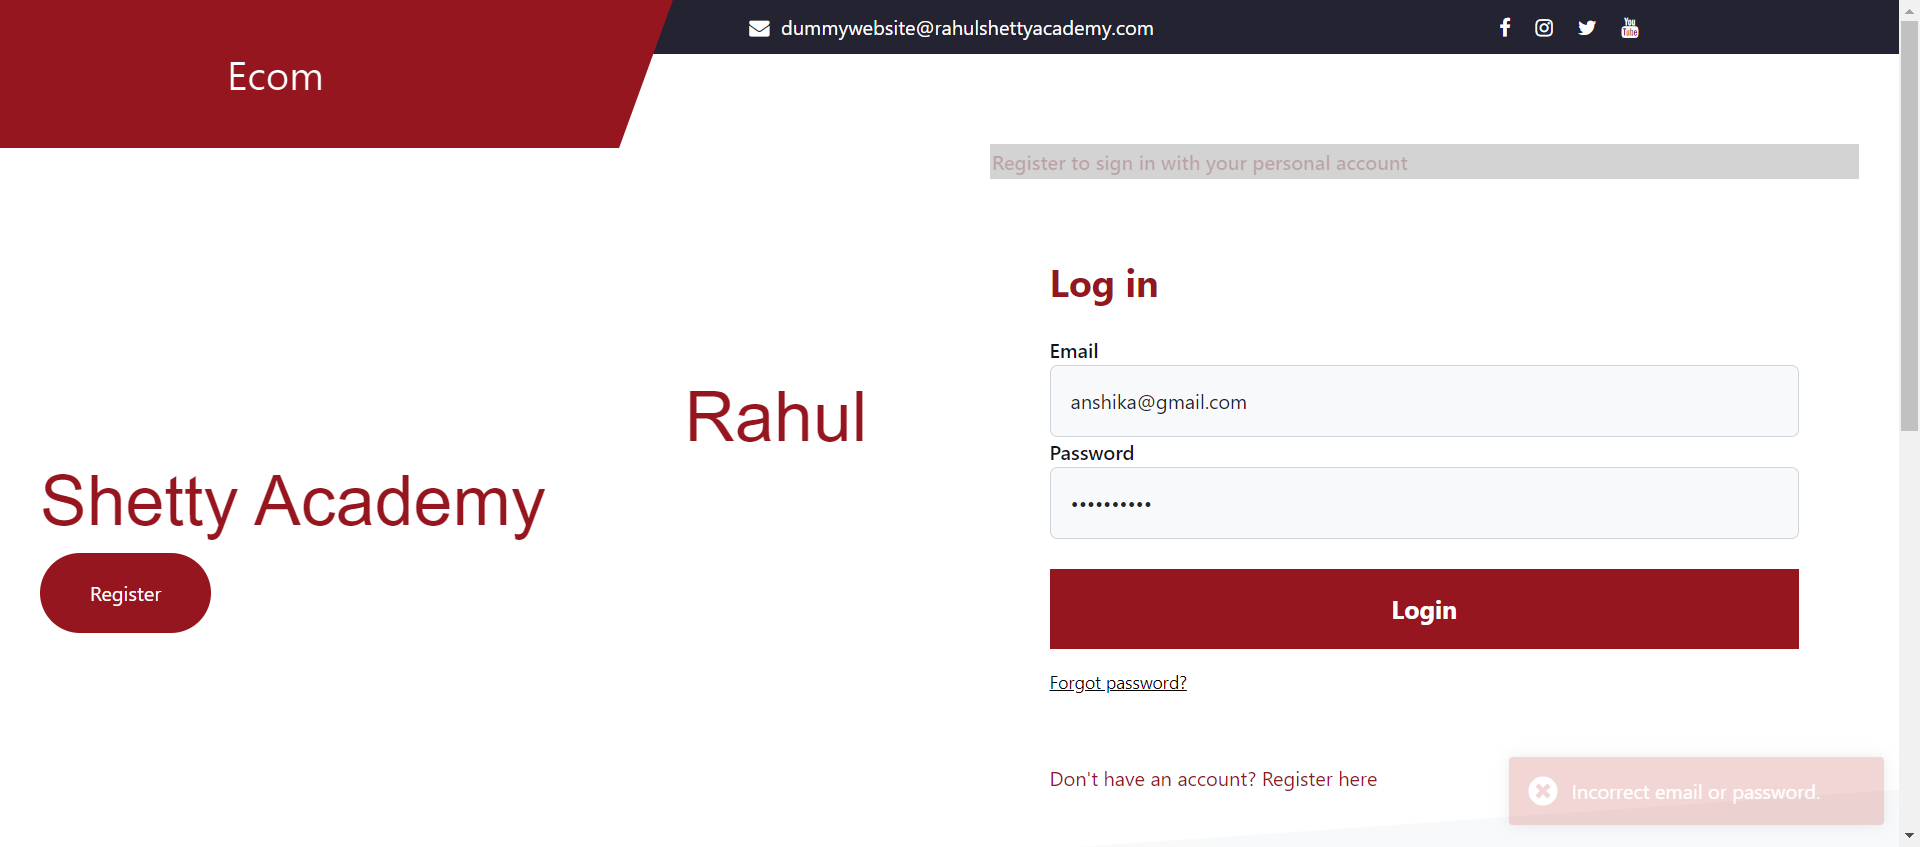 dummywebsite@rahulshettyacademy.com
Ecom
Register to sign in with your personal account
Rahul
Shetty Academy
Register
Log in
Email
anshika@gmail.com
Password
••••••••••
Login
Forgot password?
Don't have an account? Register here
Incorrect email or password.